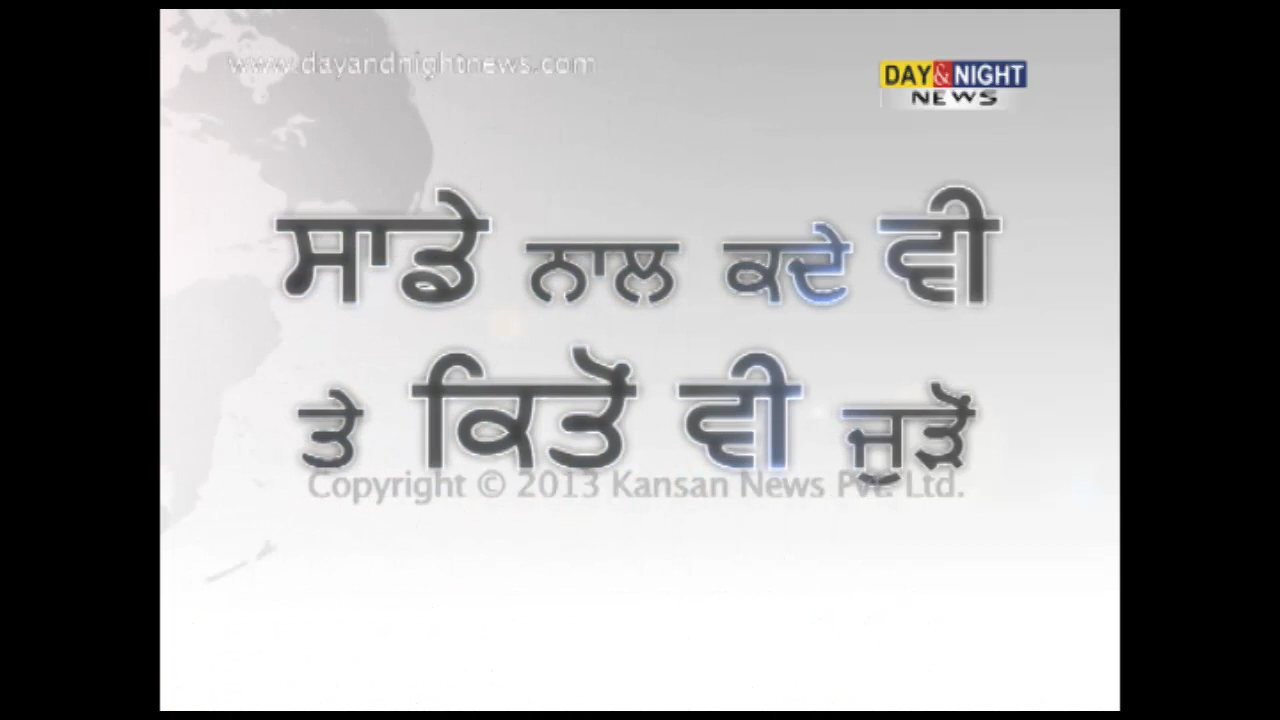 www.dayandnightnews.com
DAY&NIGHT
NEWS
ਸਾਡੇ ਨਾਲ ਕਦੇ ਵੀ
ਤੇ ਕਿਤੋਂ ਵੀ ਜੁੜੋਂ
Copyright © 2013 Kansan News Pvt. Ltd.